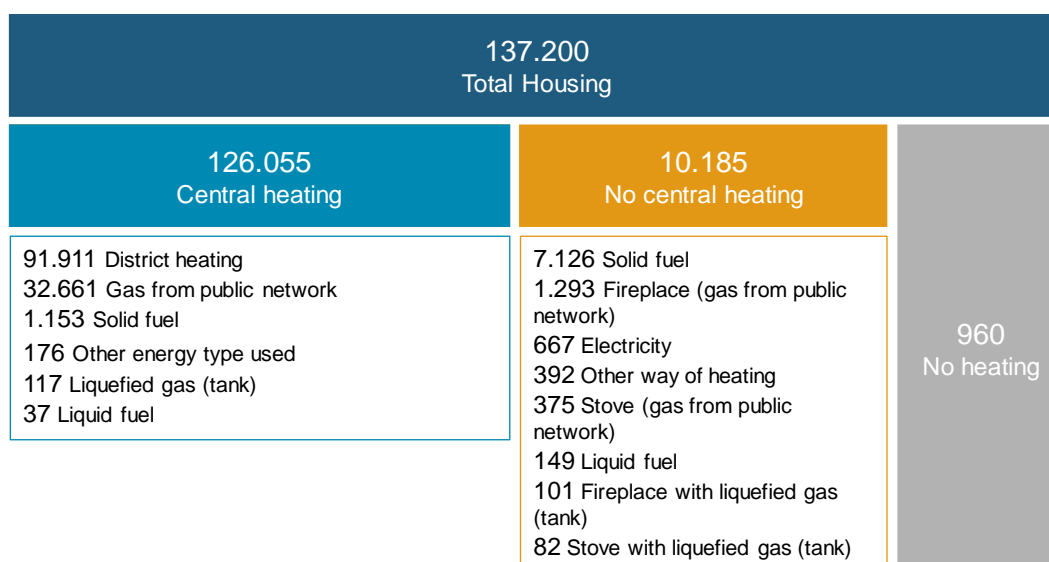 137.200
Total Housing
126.055
Central heating
10.185
No central heating
960
No heating
91.911 District heating
32.661 Gas from public network
1.153 Solid fuel
176 Other energy type used
117 Liquefied gas (tank)
37 Liquid fuel
7.126 Solid fuel
1.293 Fireplace (gas from public
network)
667 Electricity
392 Other way of heating
375 Stove (gas from public
network)
149 Liquid fuel
101 Fireplace with liquefied gas
(tank)
82 Stove with liquefied gas (tank)